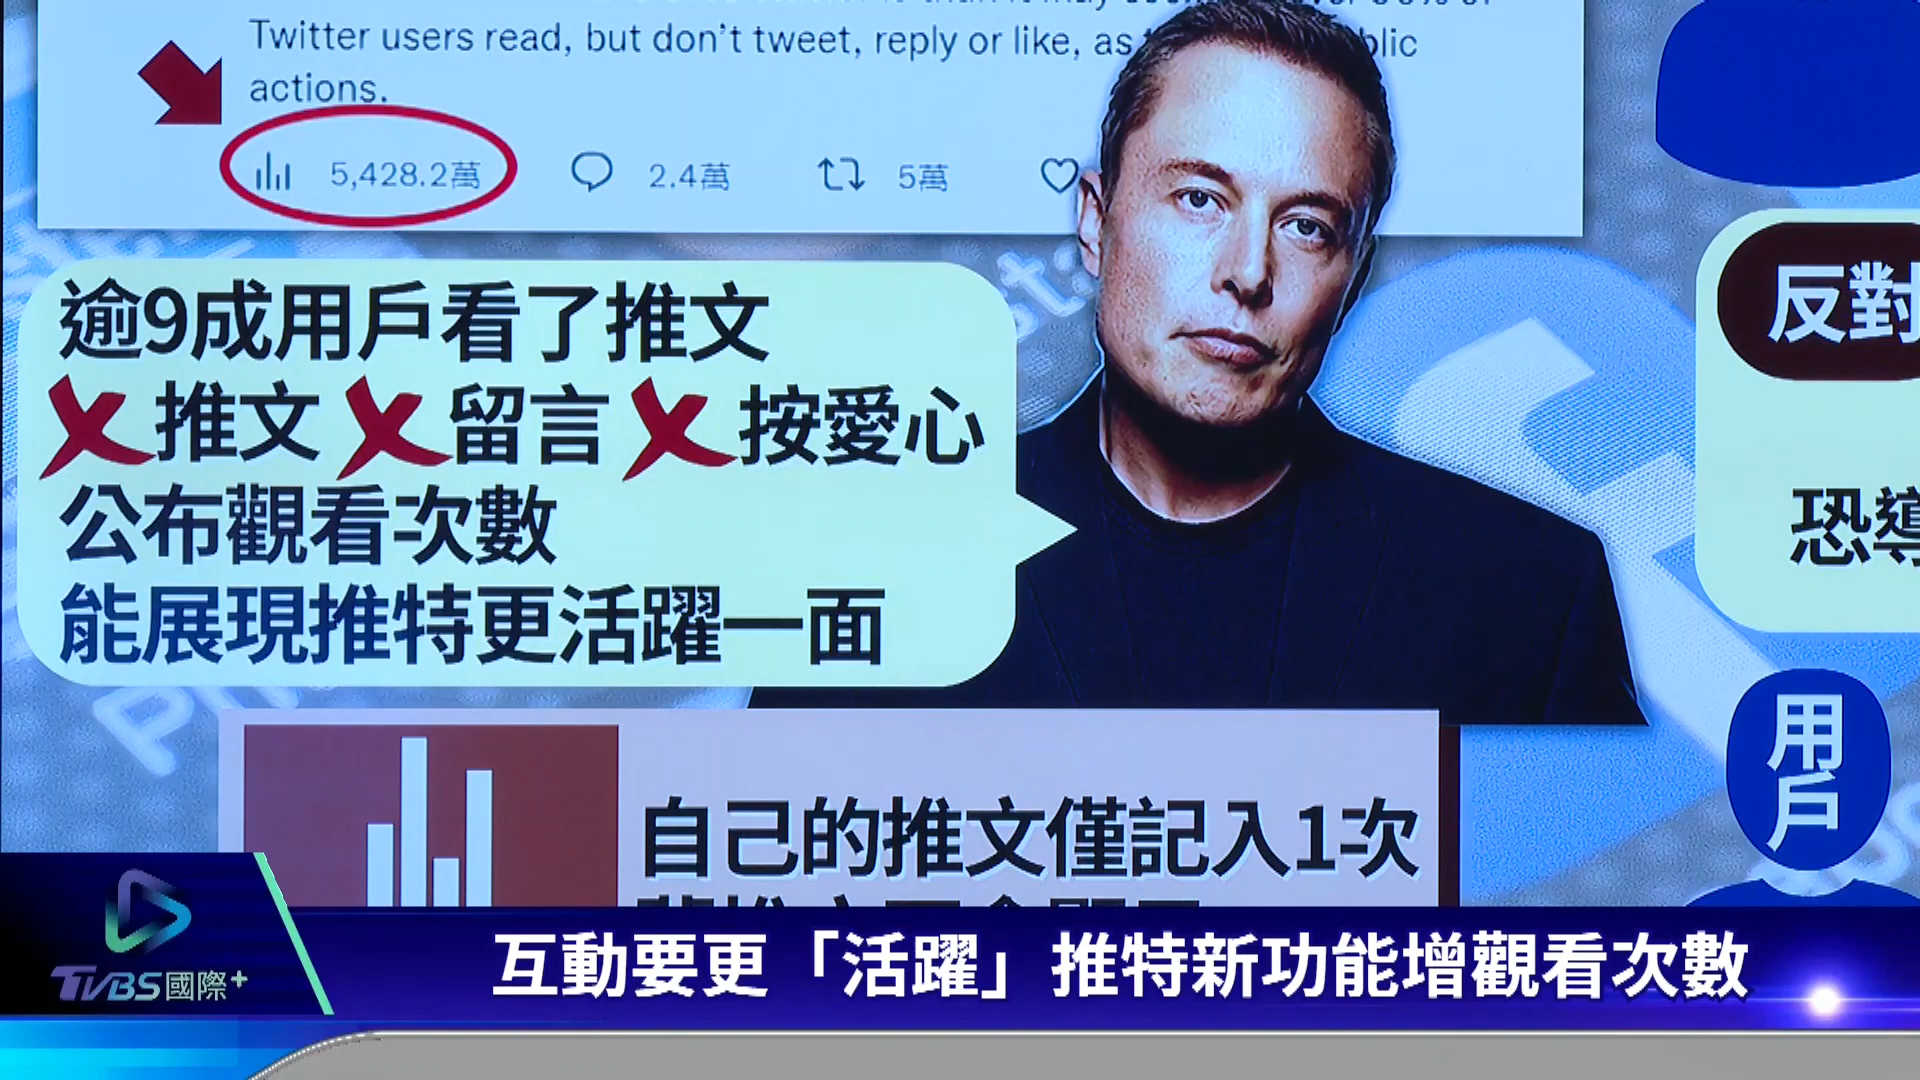 Twitter users read, but don't tweet, reply or like, as blic
actions.
5,428.2萬 2.4萬 5萬
逾9成用戶看了推文
推文 留言 按愛心
公布觀看次數
能展現推特更活躍一面
反對
恐導
用戶
自己的推文僅記入1次
TVBS國際+
互動要更「活躍」推特新功能增觀看次數